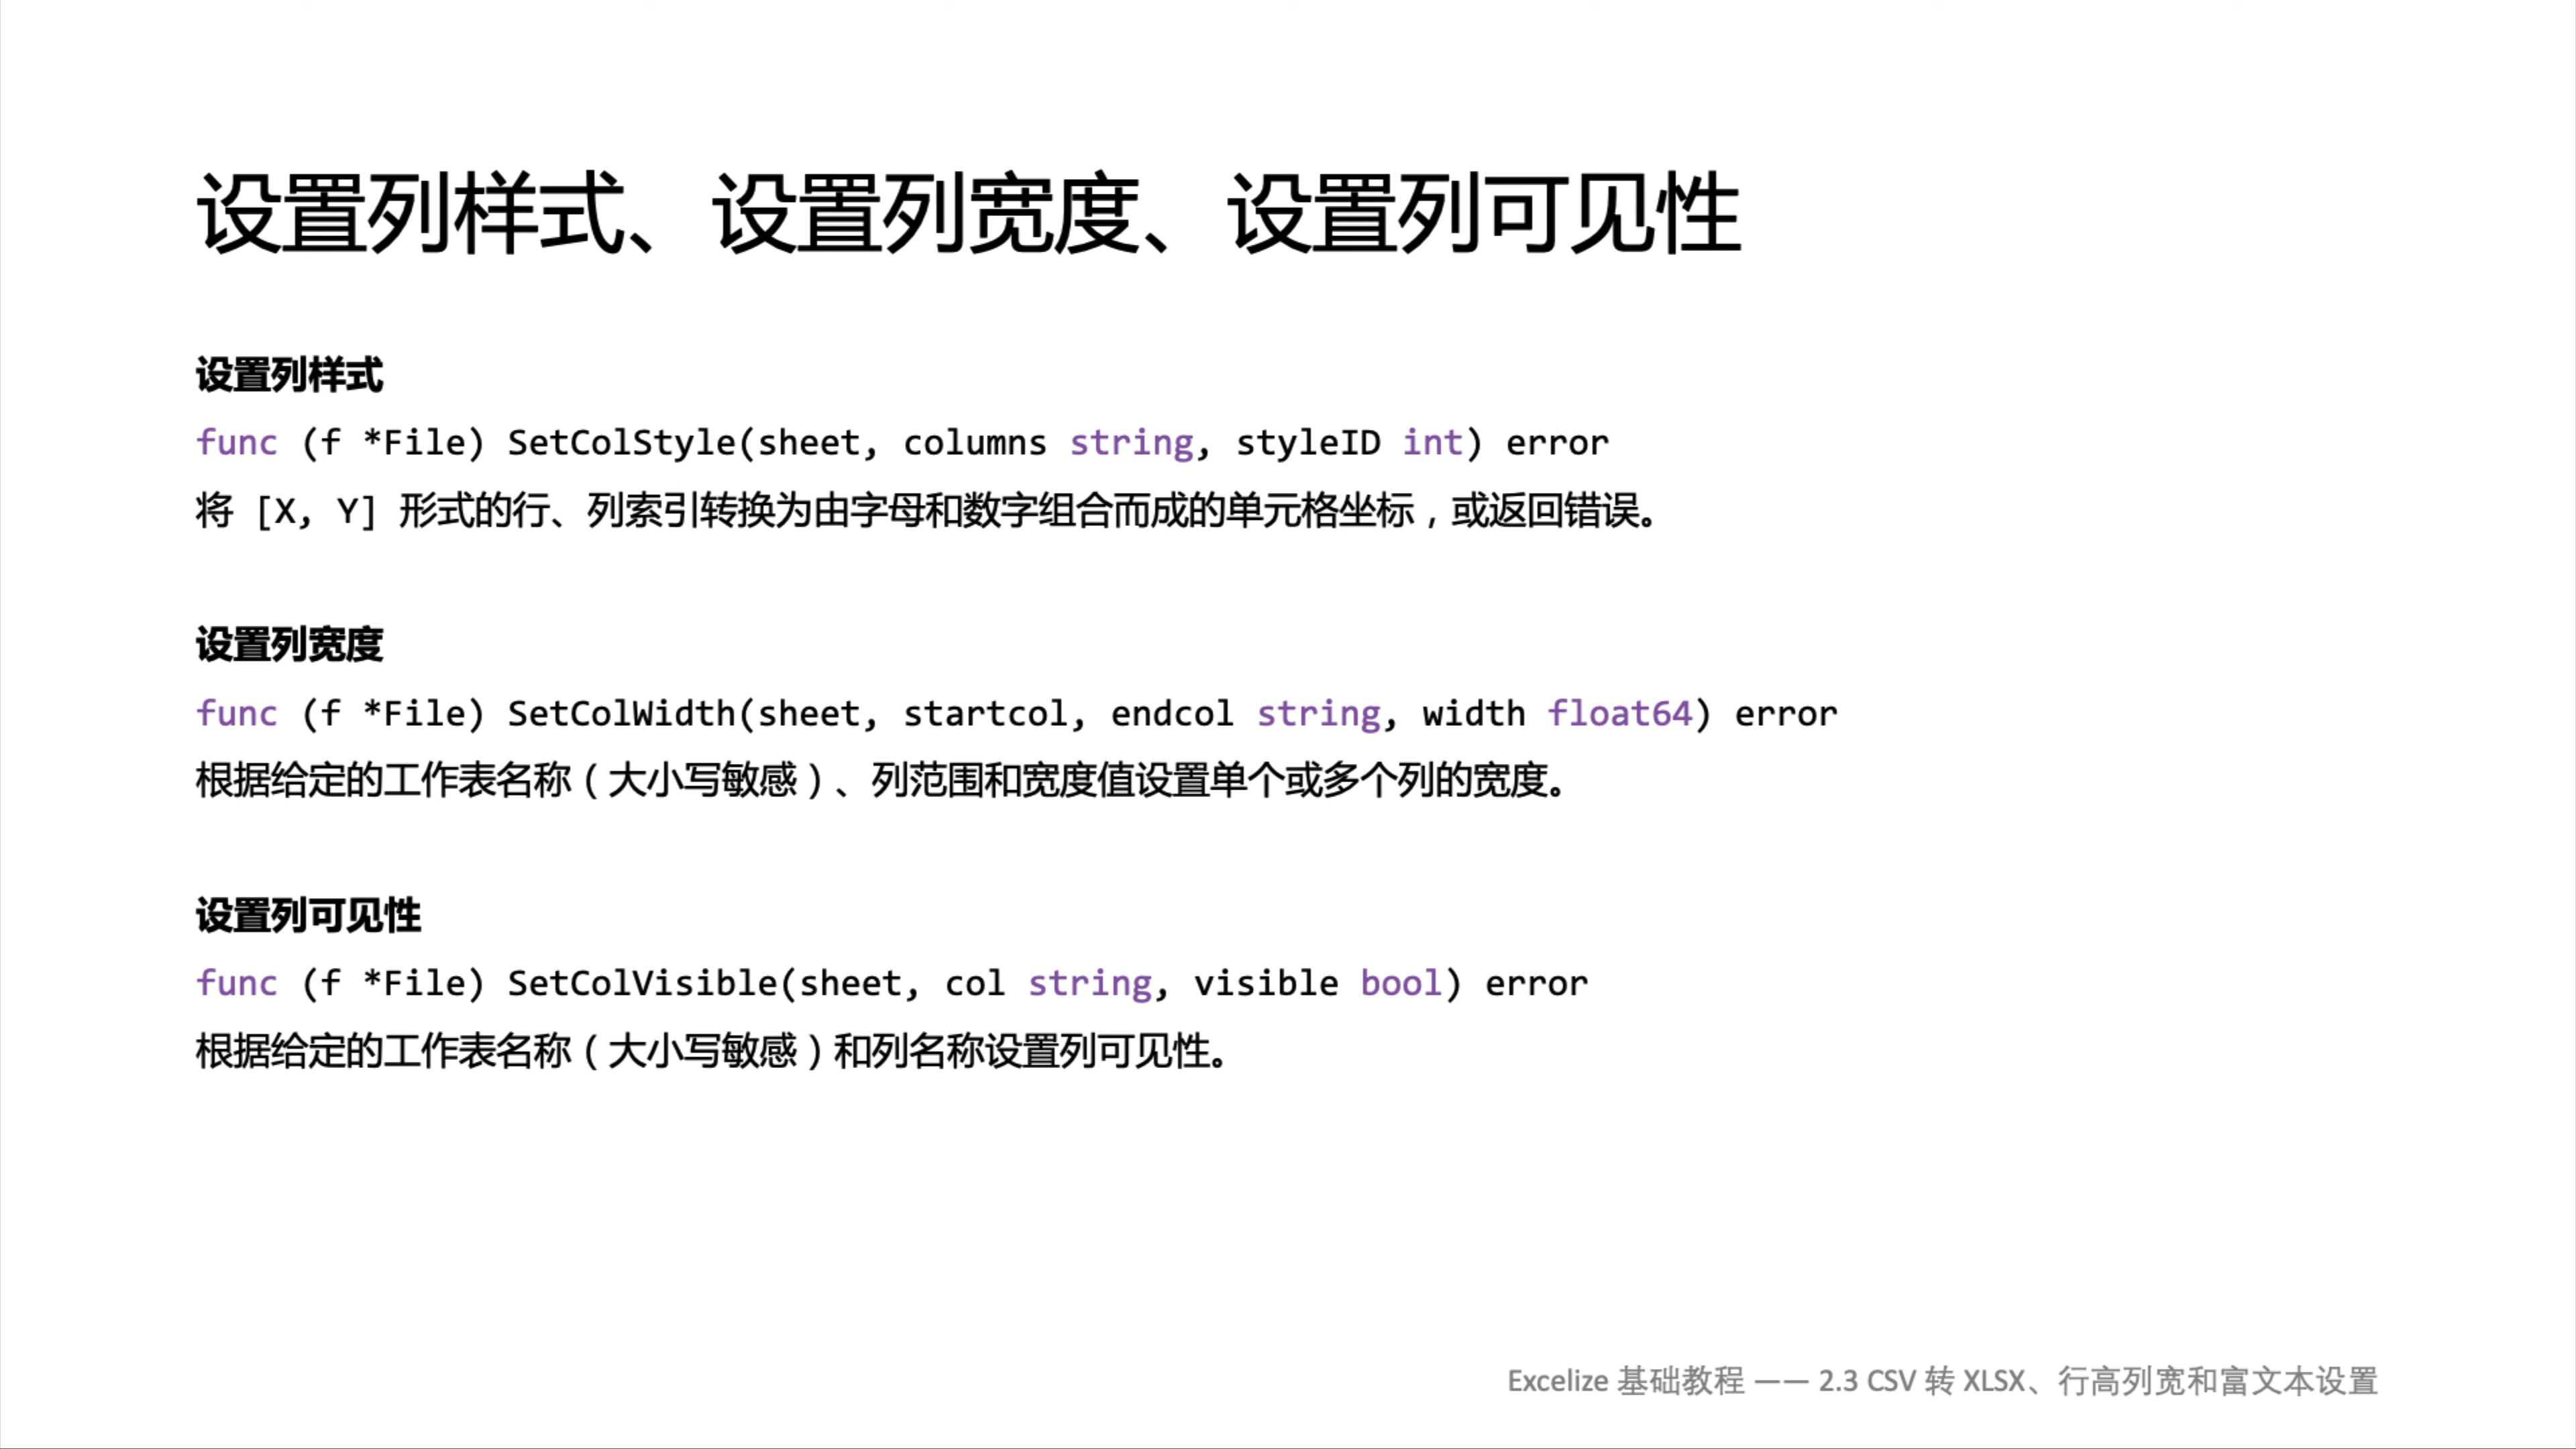 设置列样式、设置列宽度、设置列可见性
设置列样式
func (f *File) SetColStyle(sheet, columns string, styleID int) error
将 [X, Y] 形式的行、列索引转换为由字母和数字组合而成的单元格坐标，或返回错误。
设置列宽度
func (f *File) SetColWidth(sheet, startcol, endcol string, width float64) error
根据给定的工作表名称（大小写敏感）、列范围和宽度值设置单个或多个列的宽度。
设置列可见性
func (f *File) SetColVisible(sheet, col string, visible bool) error
根据给定的工作表名称（大小写敏感）和列名称设置列可见性。
Excelize 基础教程 —— 2.3 CSV 转 XLSX、行高列宽和富文本设置